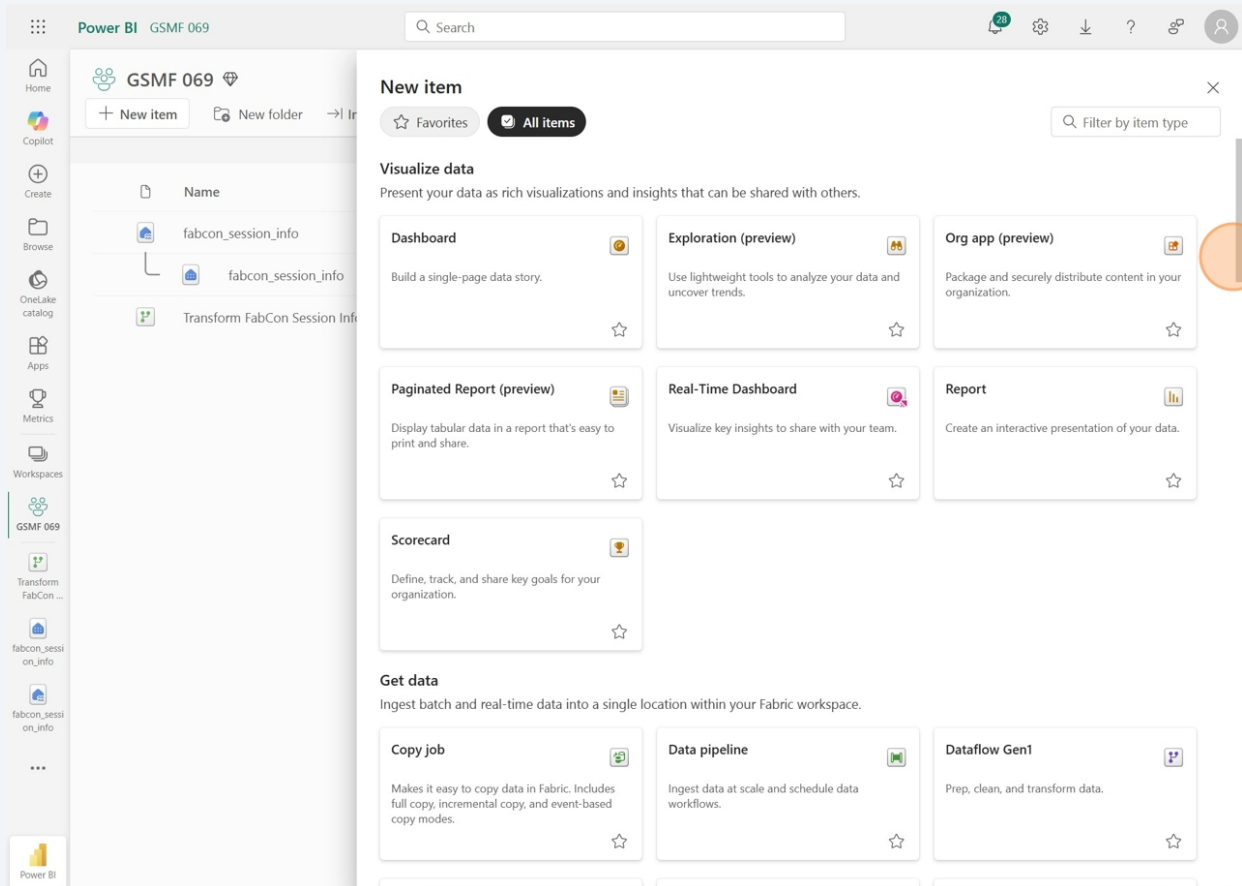 Power BI GSMF 069
Search
28
Home
Copilot
Create
Browse
OneLake
catalog
Apps
Metrics
Workspaces
GSMF 069
Transform
FabCon ...
fabcon_sessi
on_info
fabcon_sessi
on_info
Power BI
GSMF 069
New item
New folder
Name
fabcon_session_info
fabcon_session_info
Transform FabCon Session
New item
Favorites
All items
Filter by item type
Visualize data
Present your data as rich visualizations and insights that can be shared with others.
Dashboard
Build a single-page data story.
Exploration (preview)
Use lightweight tools to analyze your data and
uncover trends.
Org app (preview)
Package and securely distribute content in your
organization.
Paginated Report (preview)
Display tabular data in a report that's easy to
print and share.
Real-Time Dashboard
Visualize key insights to share with your team.
Report
Create an interactive presentation of your data.
Scorecard
Define, track, and share key goals for your
organization.
Get data
Ingest batch and real-time data into a single location within your Fabric workspace.
Copy job
Makes it easy to copy data in Fabric. Includes
full copy, incremental copy, and event-based
copy modes.
Data pipeline
Ingest data at scale and schedule data
workflows.
Dataflow Gen1
Prep, clean, and transform data.